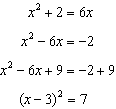 x² + 2 = 6x
x² − 6x = −2
x² − 6x + 9 = −2 + 9
(x − 3)² = 7